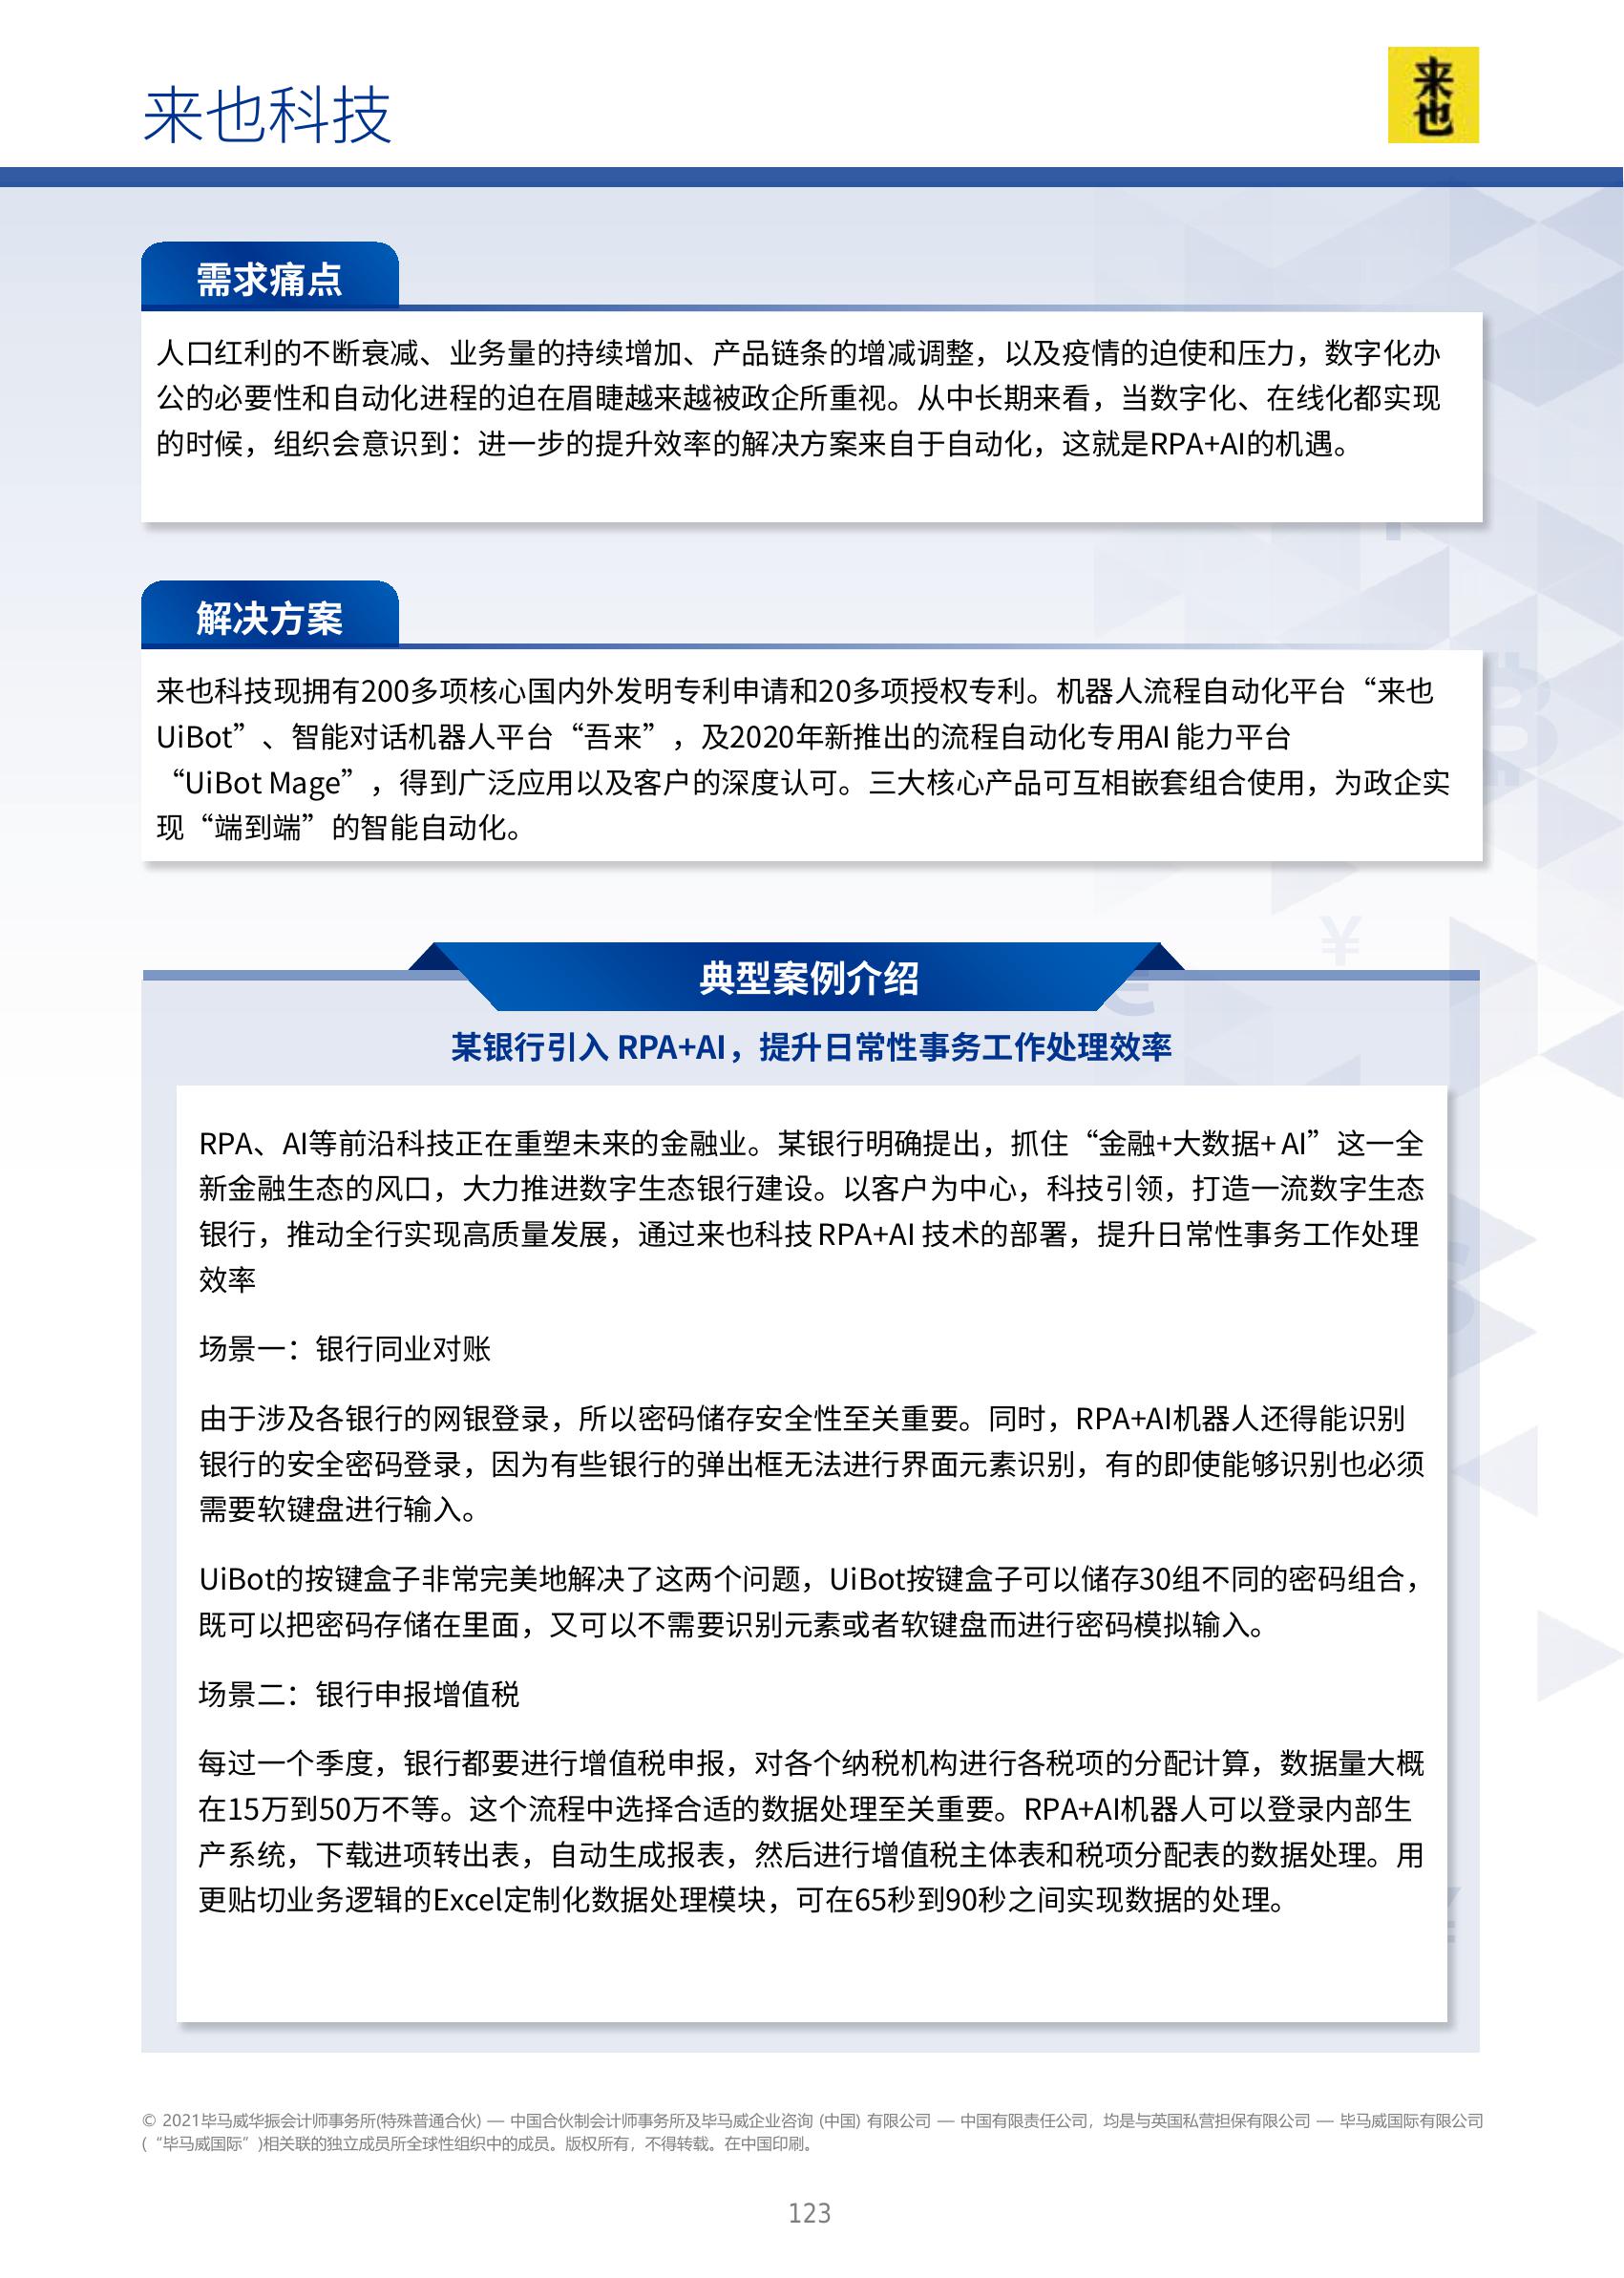 来也科技
来也
需求痛点
人口红利的不断衰减、业务量的持续增加、产品链条的增减调整，以及疫情的迫使和压力，数字化办
公的必要性和自动化进程的迫在眉睫越来越被政企所重视。从中长期来看，当数字化、在线化都实现
的时候，组织会意识到：进一步的提升效率的解决方案来自于自动化，这就是RPA+AI的机遇。
解决方案
来也科技现拥有200多项核心国内外发明专利申请和20多项授权专利。机器人流程自动化平台“来也
UiBot”、智能对话机器人平台“吾来”，及2020年新推出的流程自动化专用AI 能力平台
“UiBot Mage”，得到广泛应用以及客户的深度认可。三大核心产品可互相嵌套组合使用，为政企实
现“端到端”的智能自动化。
典型案例介绍
某银行引入 RPA+AI，提升日常性事务工作处理效率
RPA、AI等前沿科技正在重塑未来的金融业。某银行明确提出，抓住“金融+大数据+ AI”这一全
新金融生态的风口，大力推进数字生态银行建设。以客户为中心，科技引领，打造一流数字生态
银行，推动全行实现高质量发展，通过来也科技 RPA+AI 技术的部署，提升日常性事务工作处理
效率
场景一：银行同业对账
由于涉及各银行的网银登录，所以密码储存安全性至关重要。同时，RPA+AI机器人还得能识别
银行的安全密码登录，因为有些银行的弹出框无法进行界面元素识别，有的即使能够识别也必须
需要软键盘进行输入。
UiBot的按键盒子非常完美地解决了这两个问题，UiBot按键盒子可以储存30组不同的密码组合，
既可以把密码存储在里面，又可以不需要识别元素或者软键盘而进行密码模拟输入。
场景二：银行申报增值税
每过一个季度，银行都要进行增值税申报，对各个纳税机构进行各税项的分配计算，数据量大概
在15万到50万不等。这个流程中选择合适的数据处理至关重要。RPA+AI机器人可以登录内部生
产系统，下载进项转出表，自动生成报表，然后进行增值税主体表和税项分配表的数据处理。用
更贴切业务逻辑的Excel定制化数据处理模块，可在65秒到90秒之间实现数据的处理。
© 2021毕马威华振会计师事务所(特殊普通合伙) — 中国合伙制会计师事务所及毕马威企业咨询 (中国) 有限公司 — 中国有限责任公司，均是与英国私营担保有限公司 — 毕马威国际有限公司
(“毕马威国际”)相关联的独立成员所全球性组织中的成员。版权所有，不得转载。在中国印刷。
123